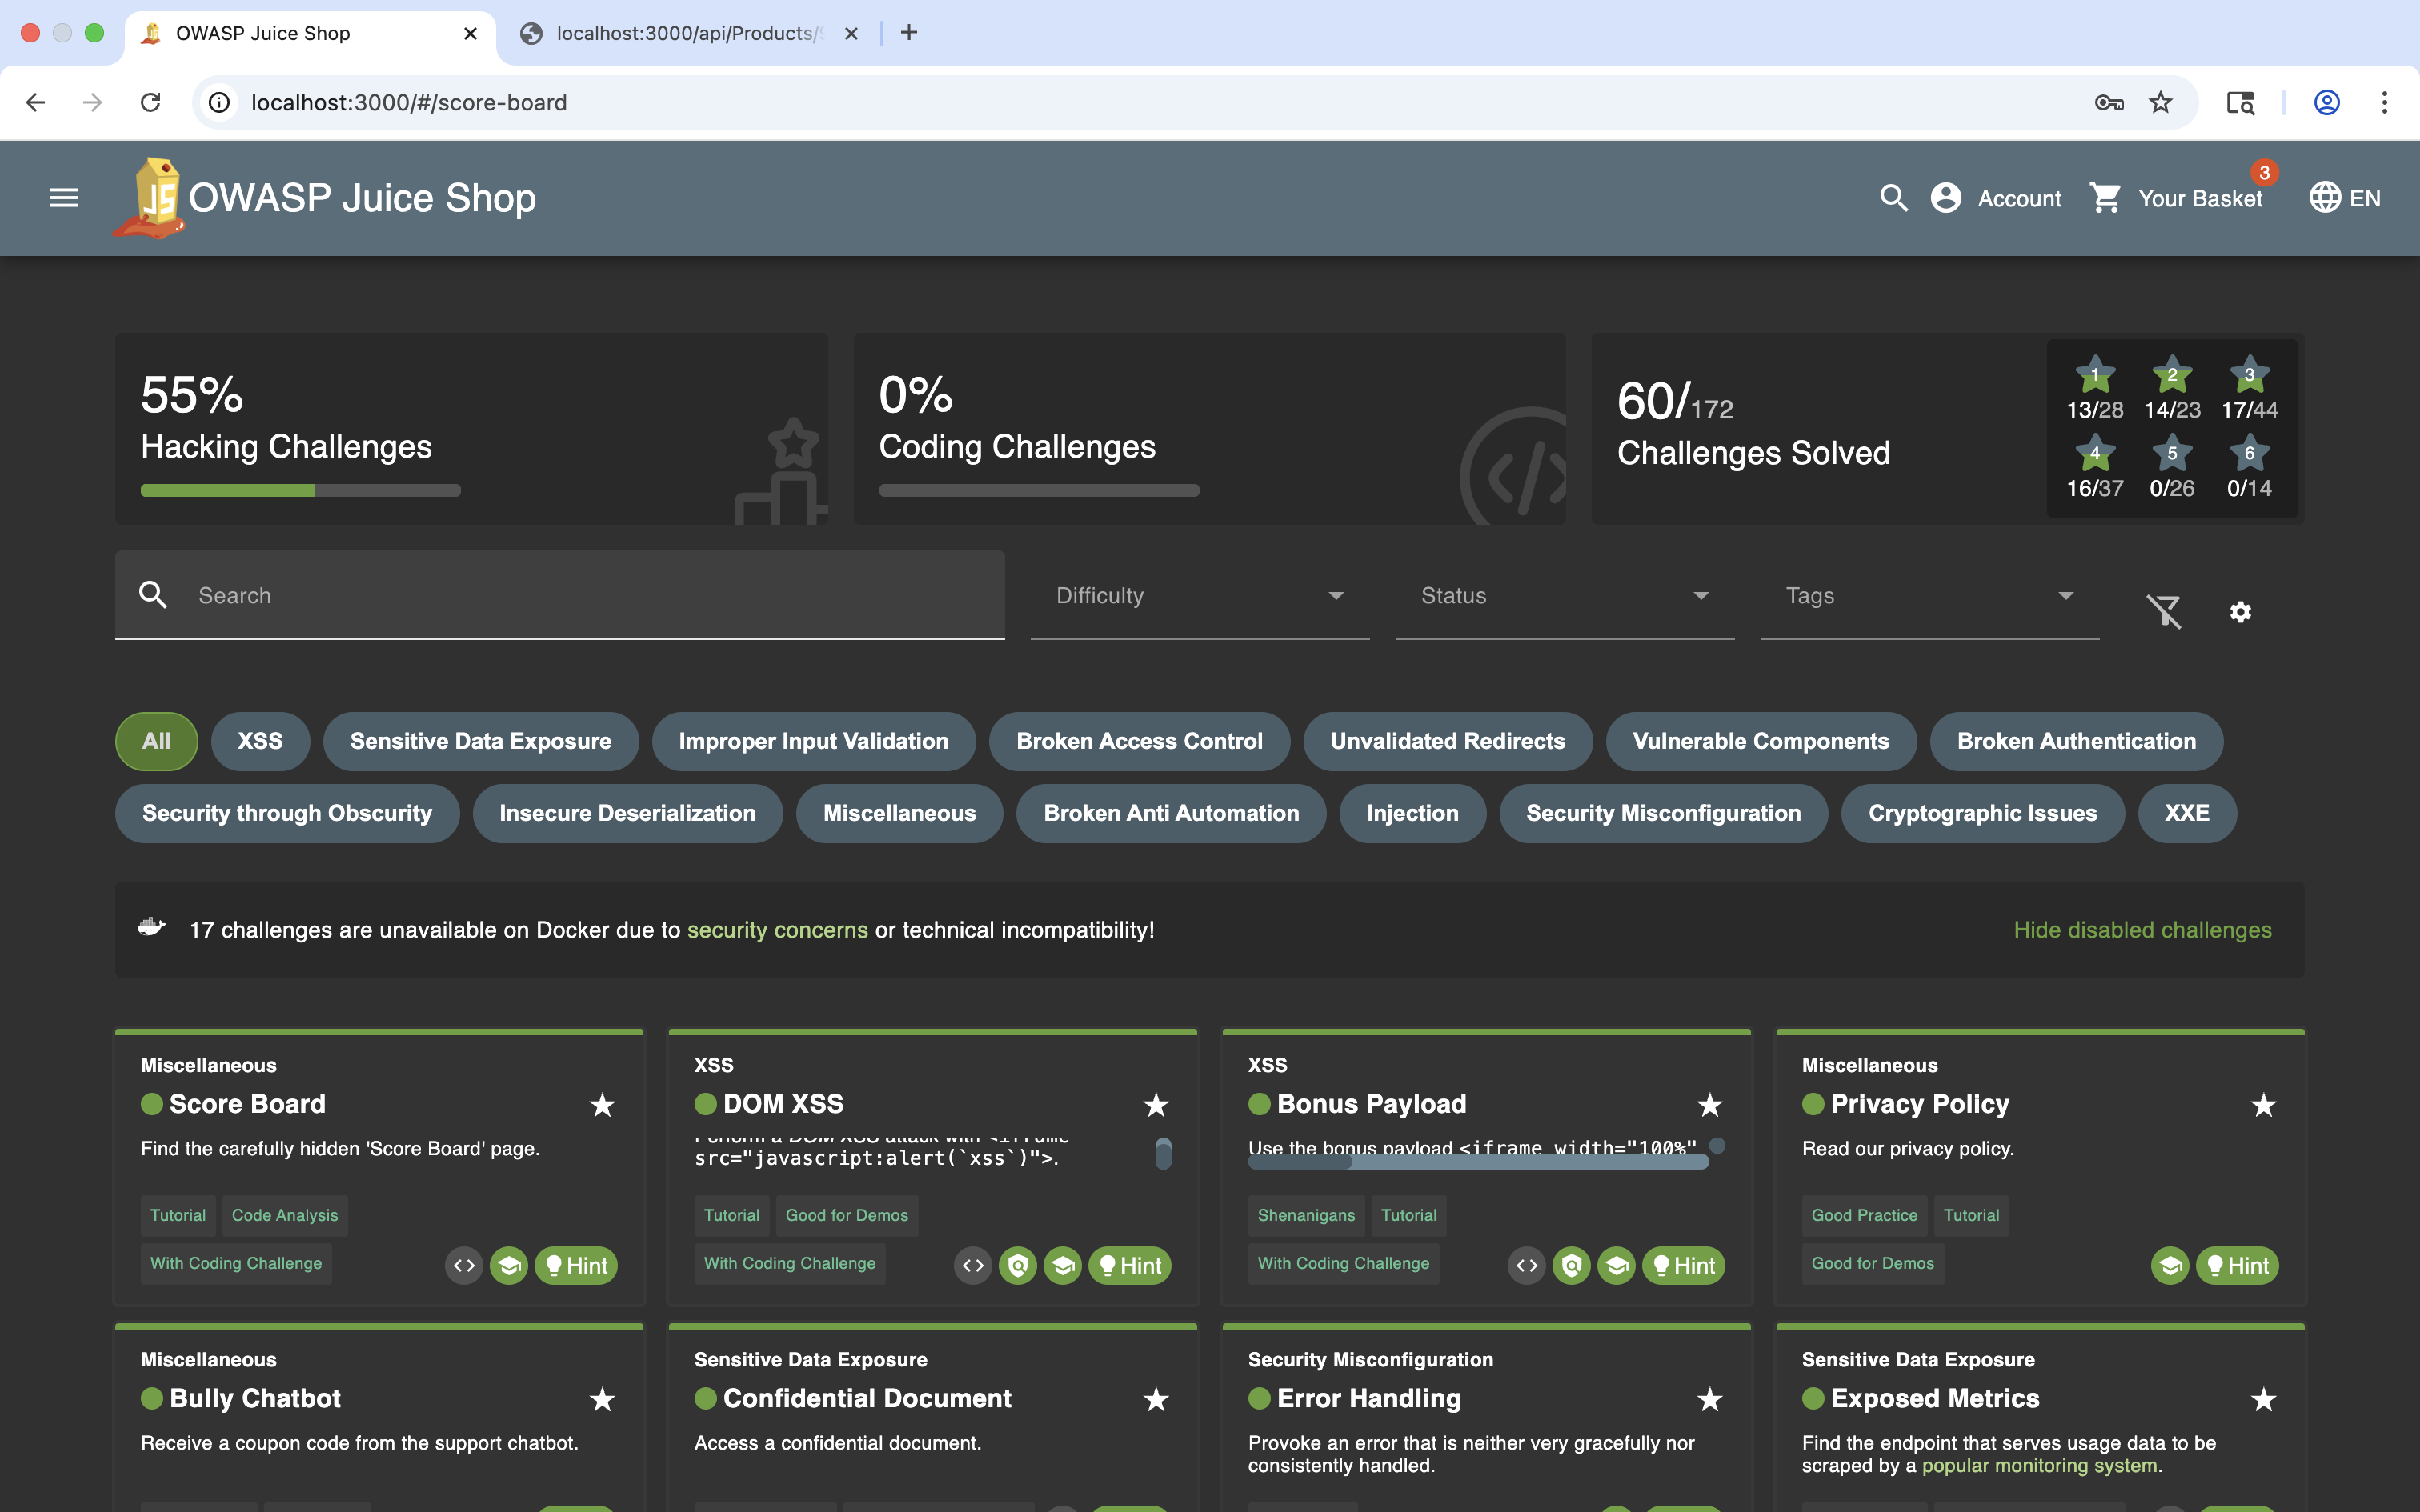 OWASP Juice Shop
localhost:3000/api/Products/
localhost:3000/#/score-board
JS OWASP Juice Shop
Account
Your Basket
3
EN
55%
Hacking Challenges
0%
Coding Challenges
60/172
Challenges Solved
1 2 3
13/28 14/23 17/44
4 5 6
16/37 0/26 0/14
Search
Difficulty
Status
Tags
All
XSS
Sensitive Data Exposure
Improper Input Validation
Broken Access Control
Unvalidated Redirects
Vulnerable Components
Broken Authentication
Security through Obscurity
Insecure Deserialization
Miscellaneous
Broken Anti Automation
Injection
Security Misconfiguration
Cryptographic Issues
XXE
17 challenges are unavailable on Docker due to security concerns or technical incompatibility!
Hide disabled challenges
Miscellaneous
Score Board
Find the carefully hidden 'Score Board' page.
Tutorial
Code Analysis
With Coding Challenge
Hint
XSS
DOM XSS
Perform a DOM XSS attack with <iframe
src="javascript:alert(`xss`)">.
Tutorial
Good for Demos
With Coding Challenge
Hint
XSS
Bonus Payload
Use the bonus payload <iframe width="100%"
Shenanigans
Tutorial
With Coding Challenge
Hint
Miscellaneous
Privacy Policy
Read our privacy policy.
Good Practice
Tutorial
Good for Demos
Hint
Miscellaneous
Bully Chatbot
Receive a coupon code from the support chatbot.
Sensitive Data Exposure
Confidential Document
Access a confidential document.
Security Misconfiguration
Error Handling
Provoke an error that is neither very gracefully nor
consistently handled.
Sensitive Data Exposure
Exposed Metrics
Find the endpoint that serves usage data to be
scraped by a popular monitoring system.